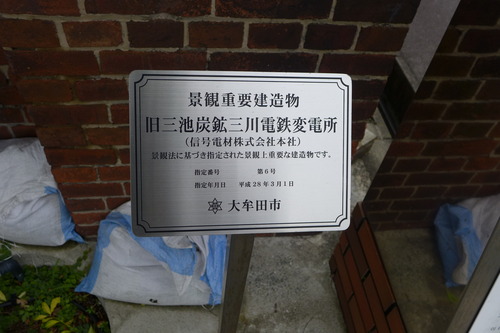 景観重要建造物
旧三池炭鉱三川電鉄変電所
(信号電材株式会社本社)
景観法に基づき指定された景観上重要な建造物です。
指定番号 第6号
指定年月日 平成28年3月1日
大牟田市